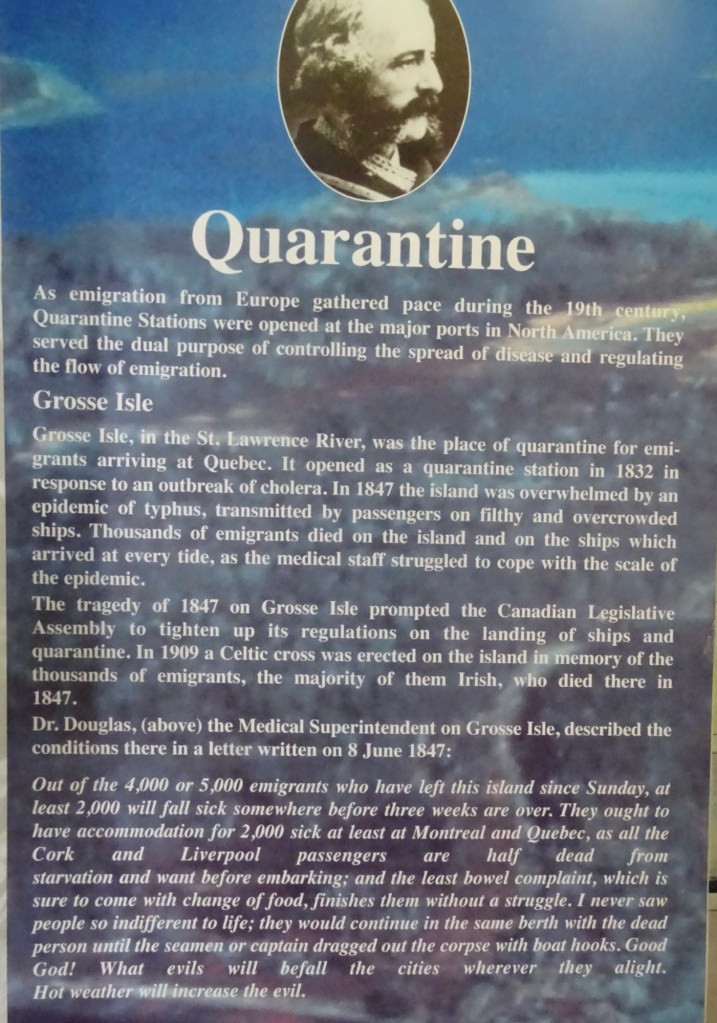 Quarantine
As emigration from Europe gathered pace during the 19th century,
Quarantine Stations were opened at the major ports in North America. They
served the dual purpose of controlling the spread of disease and regulating
the flow of emigration.
Grosse Isle
Grosse Isle, in the St. Lawrence River, was the place of quarantine for emi-
grants arriving at Quebec. It opened as a quarantine station in 1832 in
response to an outbreak of cholera. In 1847 the island was overwhelmed by an
epidemic of typhus, transmitted by passengers on filthy and overcrowded
ships. Thousands of emigrants died on the island and on the ships which
arrived at every tide, as the medical staff struggled to cope with the scale of
the epidemic.
The tragedy of 1847 on Grosse Isle prompted the Canadian Legislative
Assembly to tighten up its regulations on the landing of ships and
quarantine. In 1909 a Celtic cross was erected on the island in memory of the
thousands of emigrants, the majority of them Irish, who died there in
1847.
Dr. Douglas, (above) the Medical Superintendent on Grosse Isle, described the
conditions there in a letter written on 8 June 1847:
Out of the 4,000 or 5,000 emigrants who have left this island since Sunday, at
least 2,000 will fall sick somewhere before three weeks are over. They ought to
have accommodation for 2,000 sick at least at Montreal and Quebec, as all the
Cork and Liverpool passengers are half dead from
starvation and want before embarking; and the least bowel complaint, which is
sure to come with change of food, finishes them without a struggle. I never saw
people so indifferent to life; they would continue in the same berth with the dead
person until the seamen or captain dragged out the corpse with boat hooks. Good
God! What evils will befall the cities wherever they alight.
Hot weather will increase the evil.